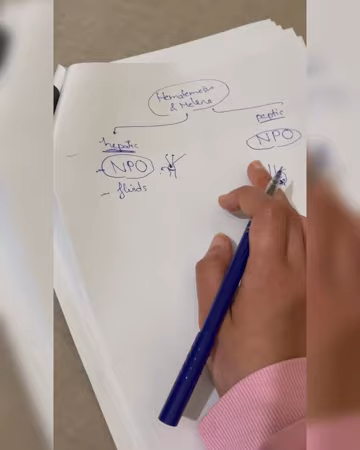 Hematemesis
& Melena
hepatic
NPO
fluids
peptic
NPO